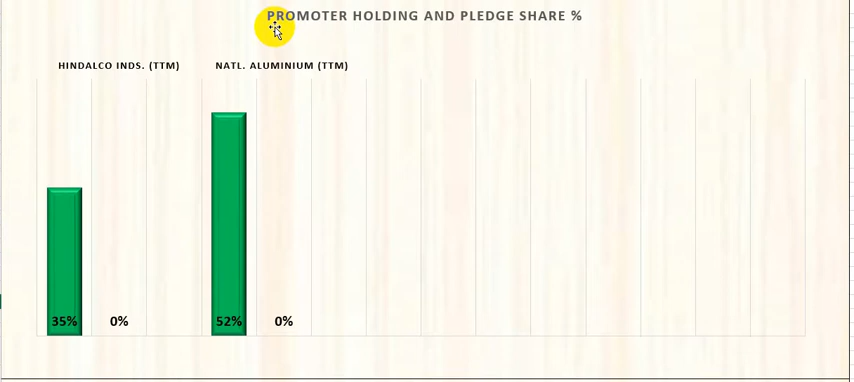 PROMOTER HOLDING AND PLEDGE SHARE %
HINDALCO INDS. (TTM) NATL. ALUMINIUM (TTM)
35% 0% 52% 0%